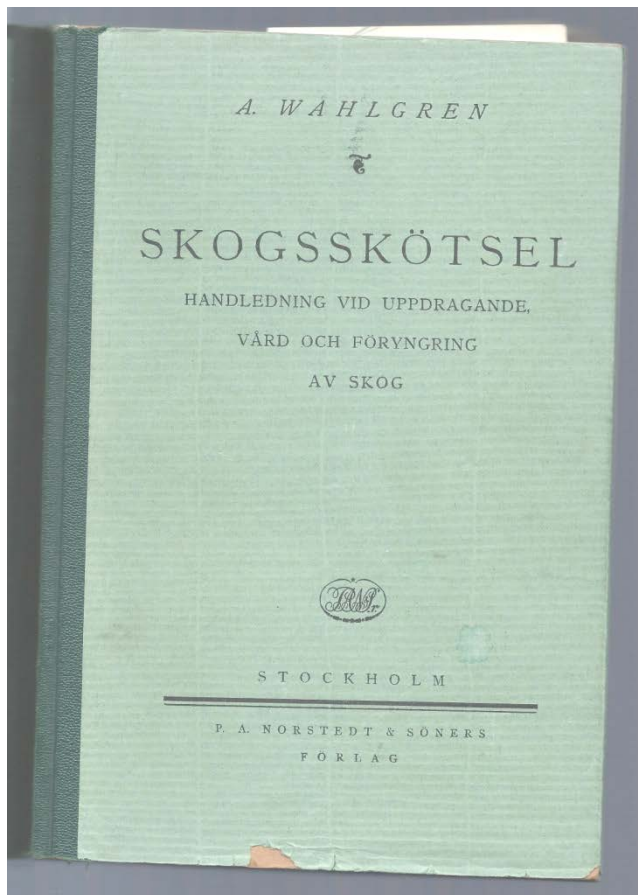 A. WAHLGREN
SKOGSSKÖTSEL
HANDLEDNING VID UPPDRAGANDE,
VÅRD OCH FÖRYNGRING
AV SKOG
STOCKHOLM
P. A. NORSTEDT & SÖNERS
FÖRLAG